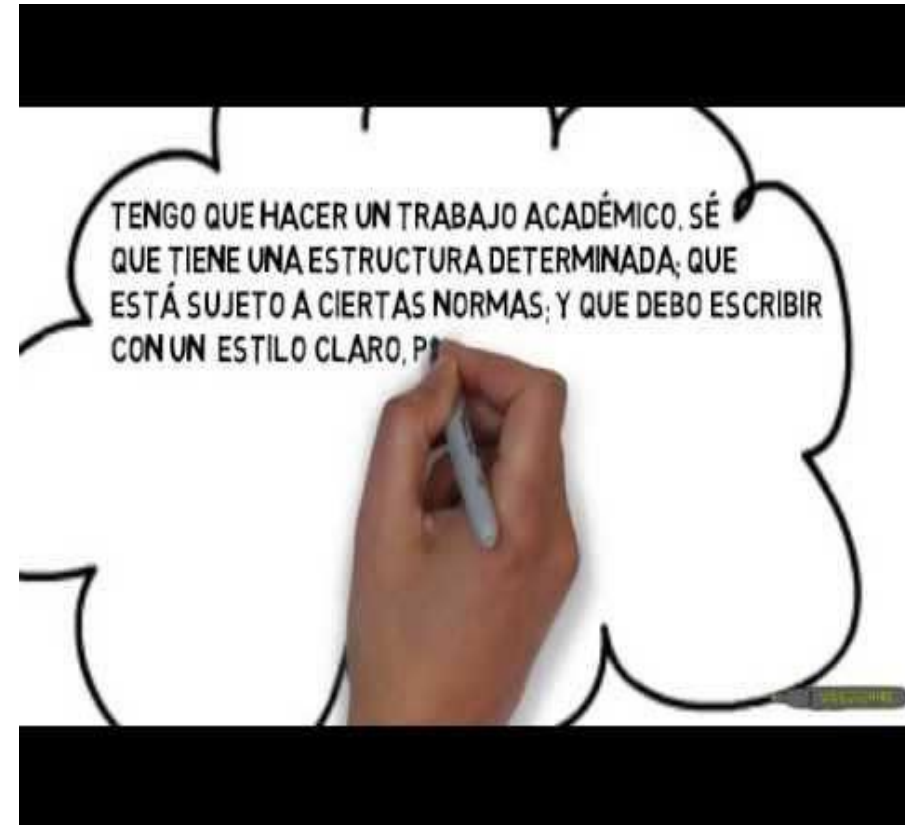 TENGO QUE HACER UN TRABAJO ACADÉMICO. SÉ
QUE TIENE UNA ESTRUCTURA DETERMINADA; QUE
ESTÁ SUJETO A CIERTAS NORMAS; Y QUE DEBO ESCRIBIR
CON UN ESTILO CLARO, P